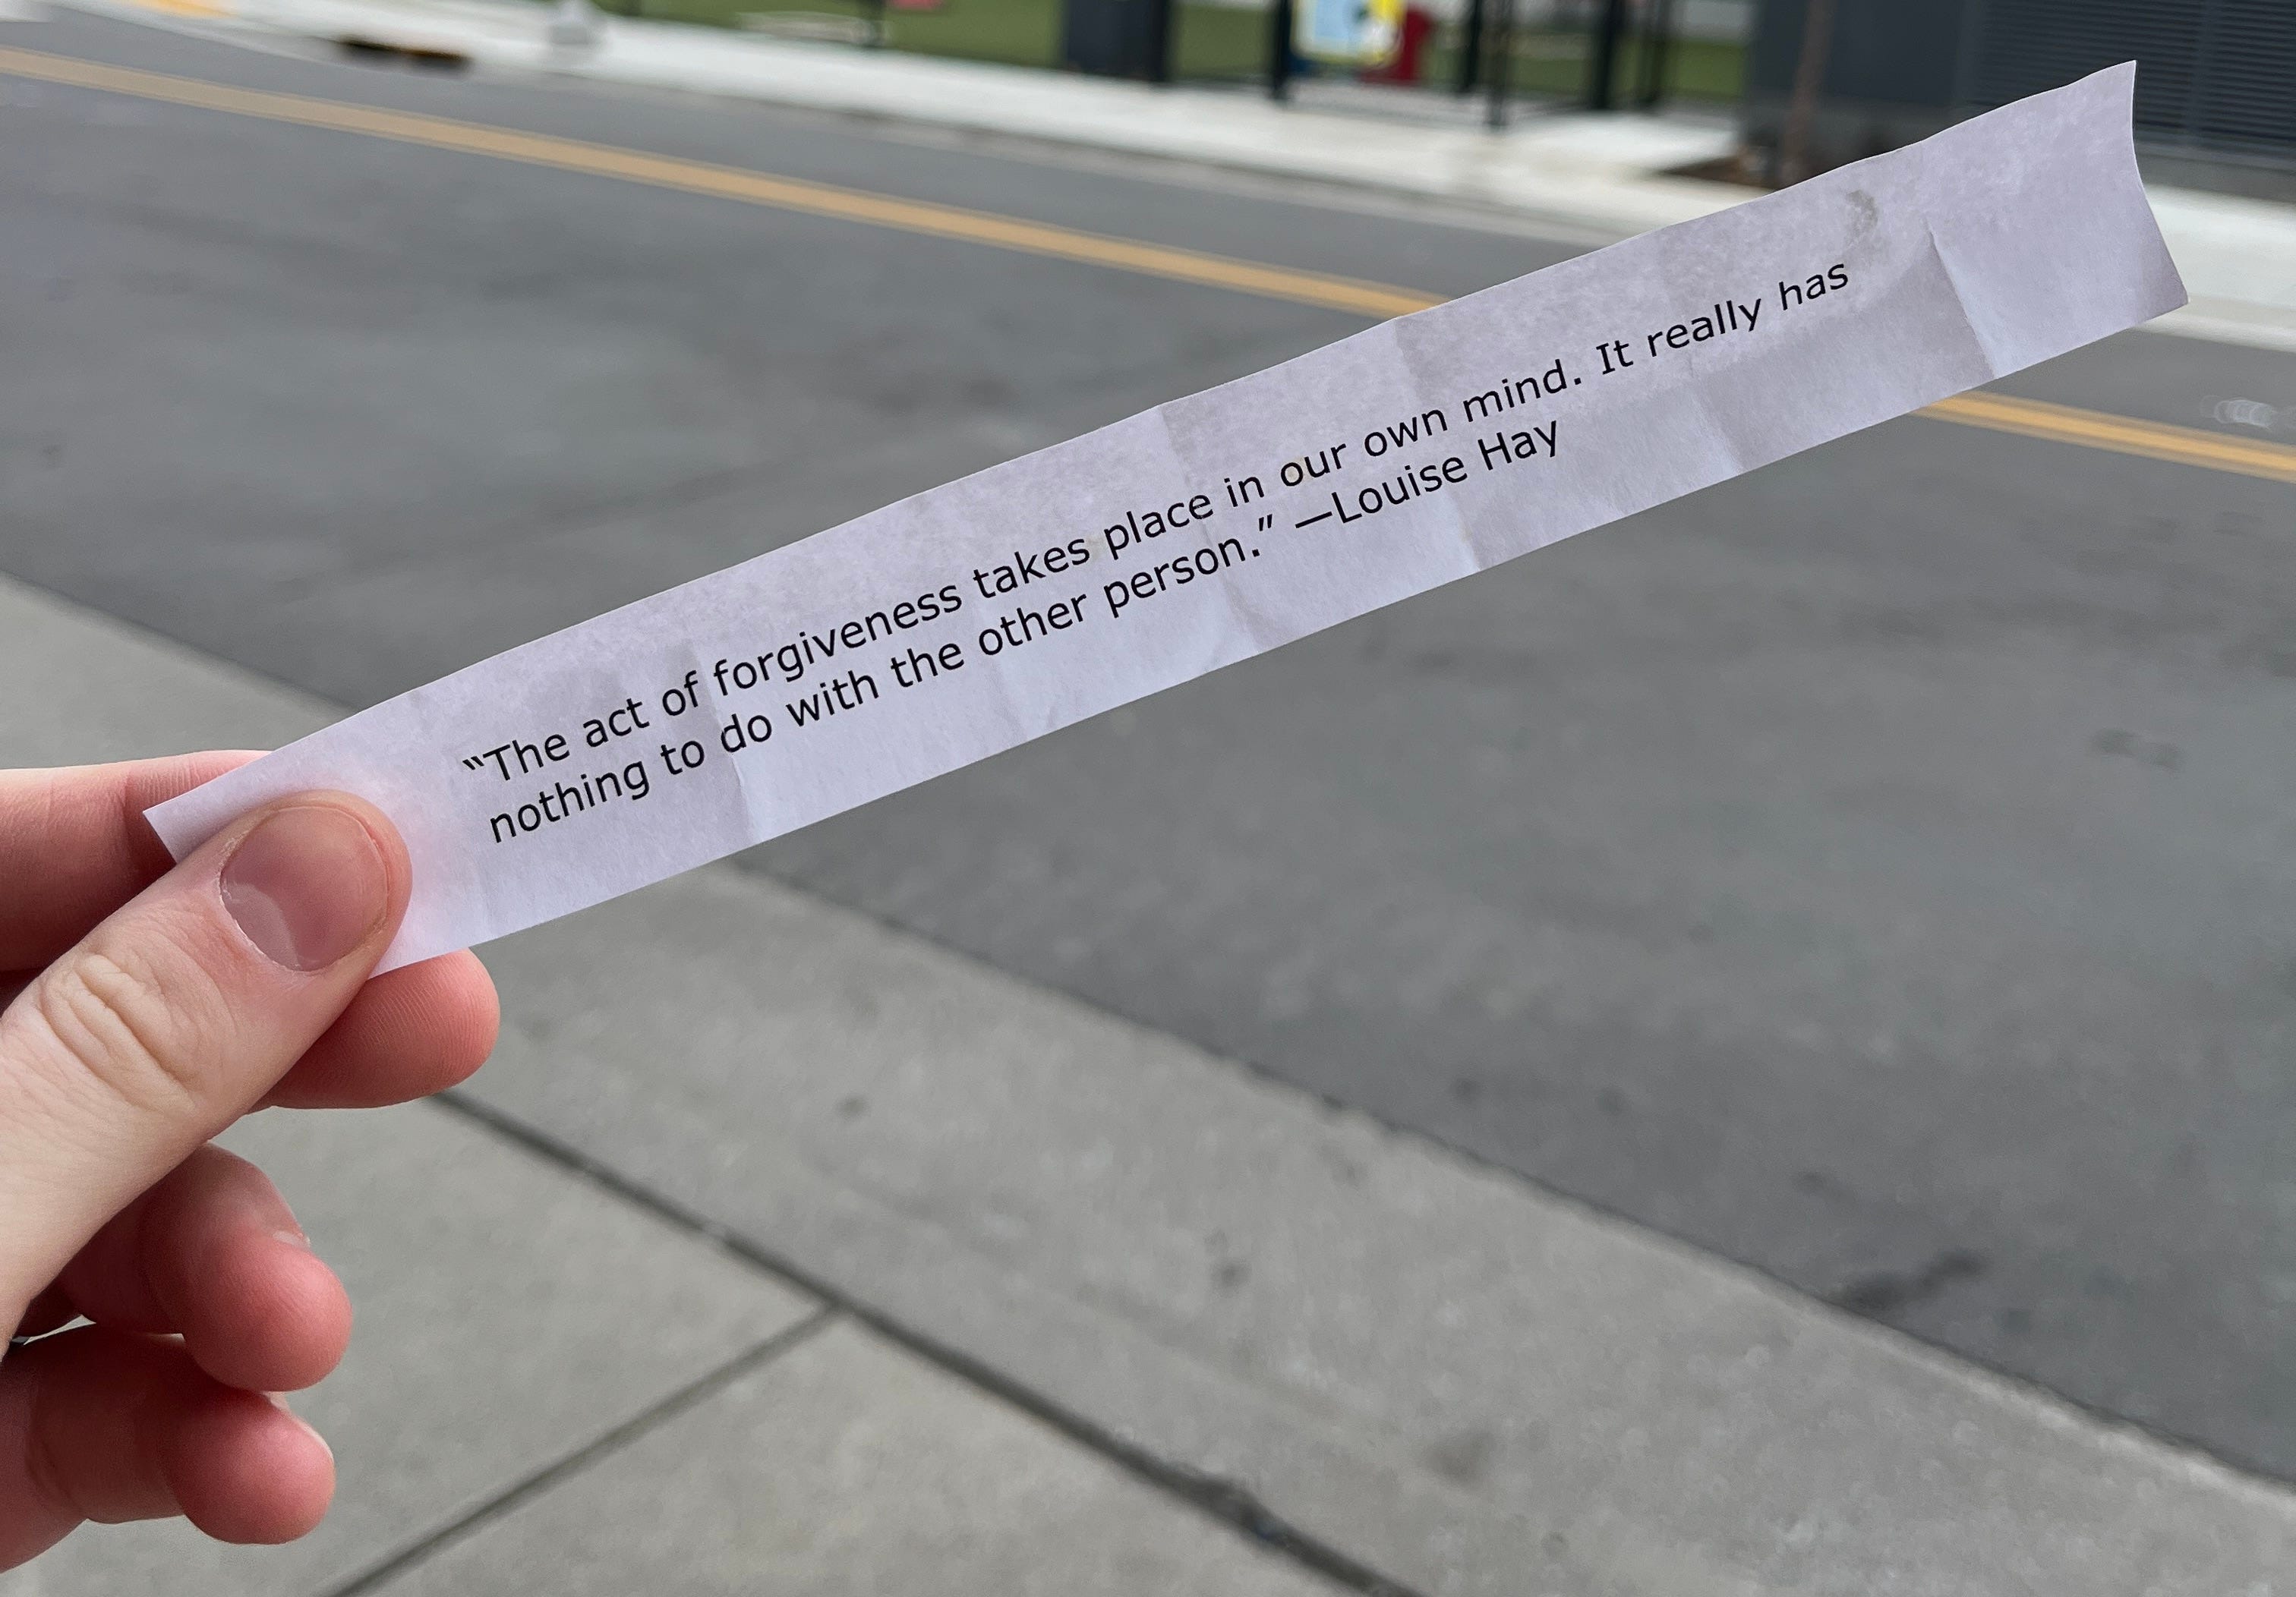 “The act of forgiveness takes place in our own mind. It really has
nothing to do with the other person.” —Louise Hay